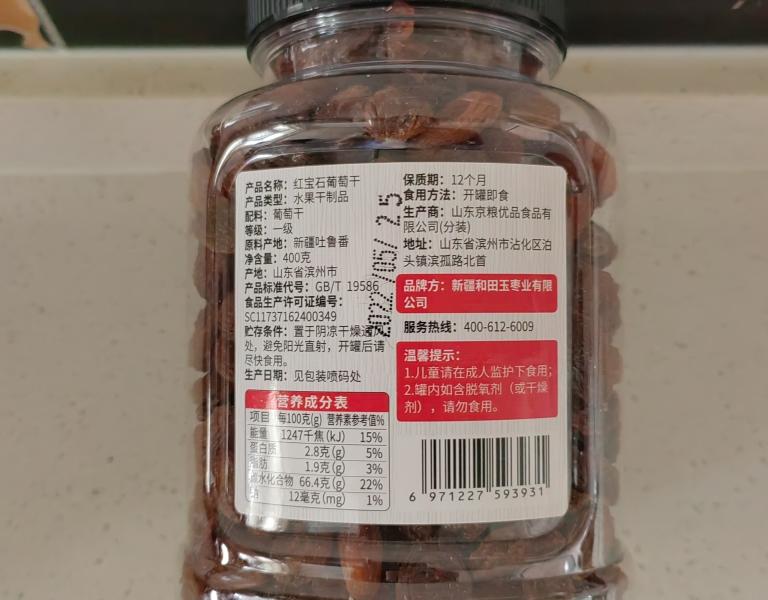 产品名称：红宝石葡萄干
产品类型：水果干制品
配料：葡萄干
等级：一级
原料产地：新疆吐鲁番
净含量：400克
产地：山东省滨州市
产品标准代号：GB/T 19586
食品生产许可证编号：
SC11737162400349
贮存条件：置于阴凉干燥通风
处，避免阳光直射，开罐后请
尽快食用。
生产日期：见包装喷码处
营养成分表
项目 每100克(g) 营养素参考值%
能量 1247千焦(kJ) 15%
蛋白质 2.8克(g) 5%
脂肪 1.9克(g) 3%
碳水化合物 66.4克(g) 22%
钠 12毫克(mg) 1%
2022/05/25
保质期：12个月
食用方法：开罐即食
生产商：山东京粮优品食品有
限公司(分装)
地址：山东省滨州市沾化区泊
头镇滨孤路北首
品牌方：新疆和田玉枣业有限
公司
服务热线：400-612-6009
温馨提示：
1.儿童请在成人监护下食用；
2.罐内如含脱氧剂（或干燥
剂），请勿食用。
6 971227 593931